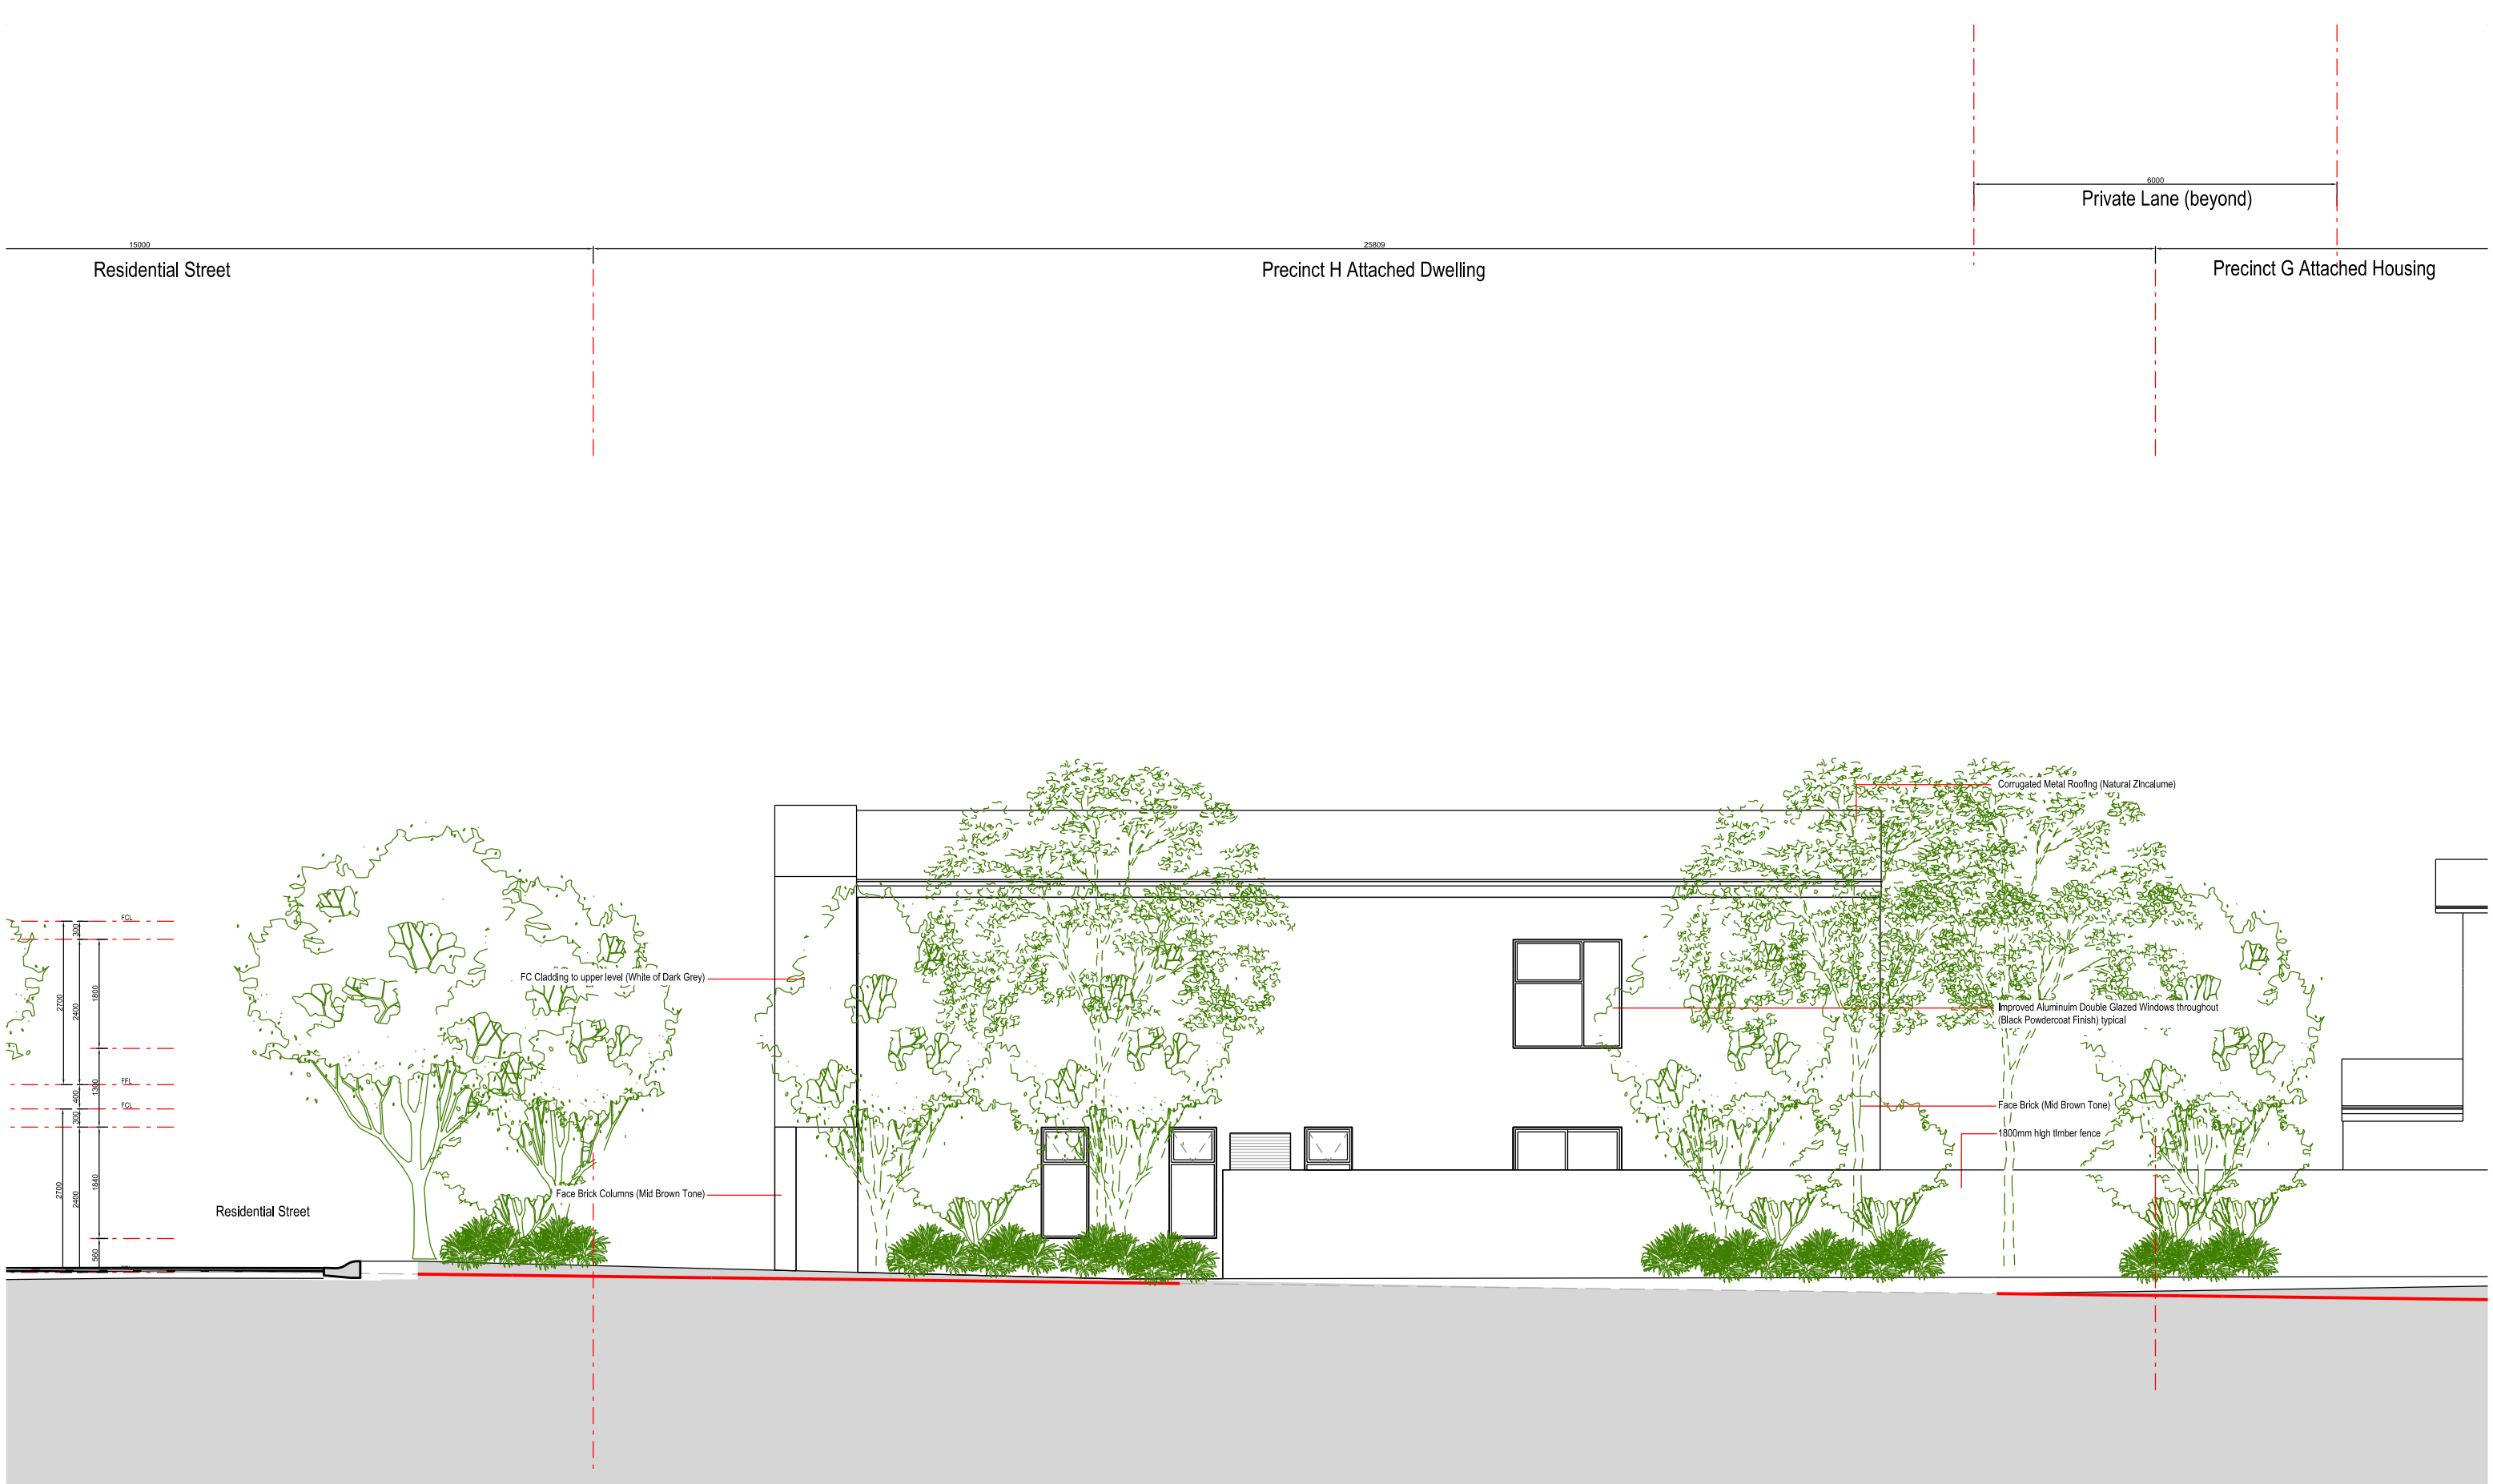 6000
Private Lane (beyond)
15000
25809
Residential Street
Precinct H Attached Dwelling
Precinct G Attached Housing
Corrugated Metal Roofing (Natural Zincalume)
FCL
300
FC Cladding to upper level (White of Dark Grey)
2700
2400
1800
Improved Aluminuim Double Glazed Windows throughout
(Black Powdercoat Finish) typical
FFL
1300
400
FCL
300
Face Brick (Mid Brown Tone)
1800mm high timber fence
2700
2400
1840
Face Brick Columns (Mid Brown Tone)
Residential Street
560